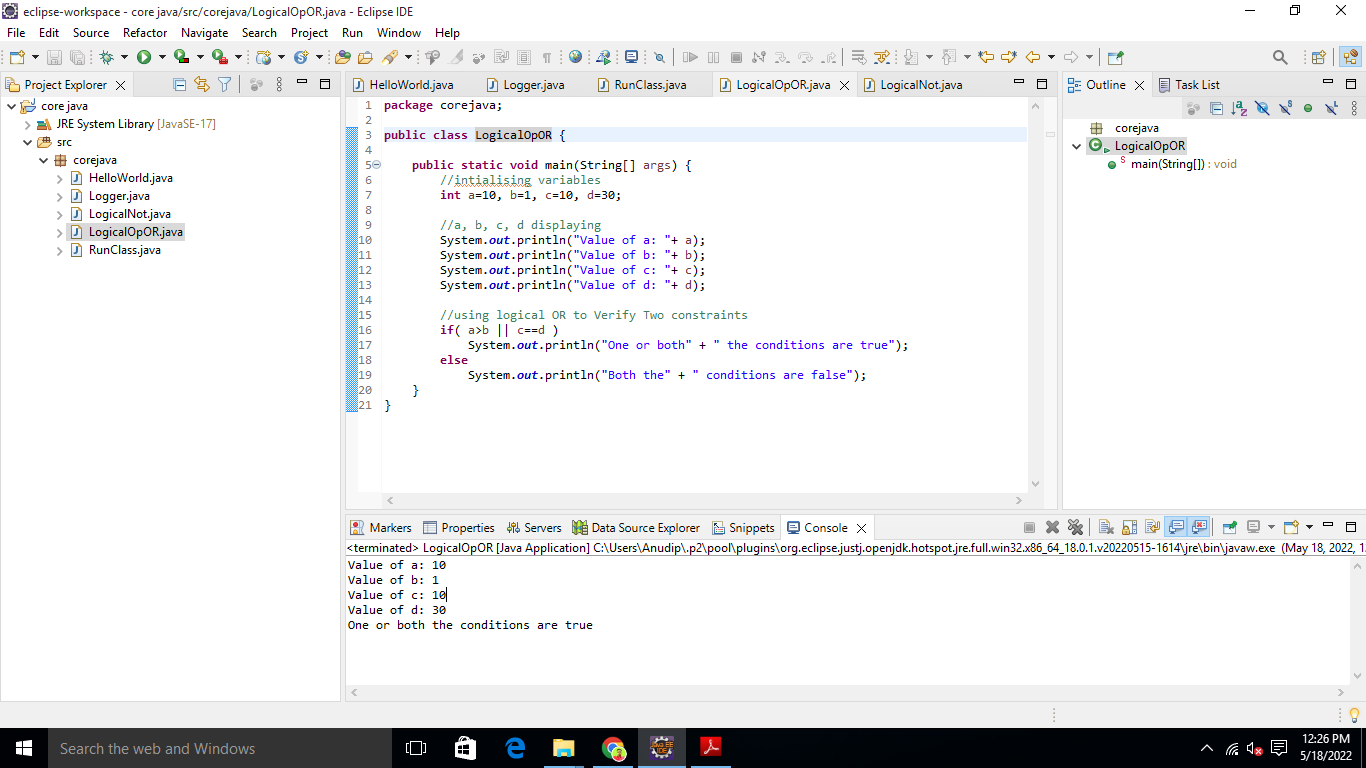 eclipse-workspace - core java/src/corejava/LogicalOpOR.java - Eclipse IDE
File Edit Source Refactor Navigate Search Project Run Window Help
Project Explorer
core java
JRE System Library [JavaSE-17]
src
corejava
HelloWorld.java
Logger.java
LogicalNot.java
LogicalOpOR.java
RunClass.java
HelloWorld.java Logger.java RunClass.java LogicalOpOR.java LogicalNot.java
1 package corejava;
2
3 public class LogicalOpOR {
4
5 public static void main(String[] args) {
6 //intialising variables
7 int a=10, b=1, c=10, d=30;
8
9 //a, b, c, d displaying
10 System.out.println("Value of a: "+ a);
11 System.out.println("Value of b: "+ b);
12 System.out.println("Value of c: "+ c);
13 System.out.println("Value of d: "+ d);
14
15 //using logical OR to Verify Two constraints
16 if( a>b || c==d )
17 System.out.println("One or both" + " the conditions are true");
18 else
19 System.out.println("Both the" + " conditions are false");
20 }
21 }
Outline Task List
corejava
LogicalOpOR
main(String[]) : void
Markers Properties Servers Data Source Explorer Snippets Console
<terminated> LogicalOpOR [Java Application] C:\Users\Anudip\.p2\pool\plugins\org.eclipse.justj.openjdk.hotspot.jre.full.win32.x86_64_18.0.1.v20220515-1614\jre\bin\javaw.exe (May 18, 2022, 1
Value of a: 10
Value of b: 1
Value of c: 10
Value of d: 30
One or both the conditions are true
Search the web and Windows
12:26 PM
5/18/2022